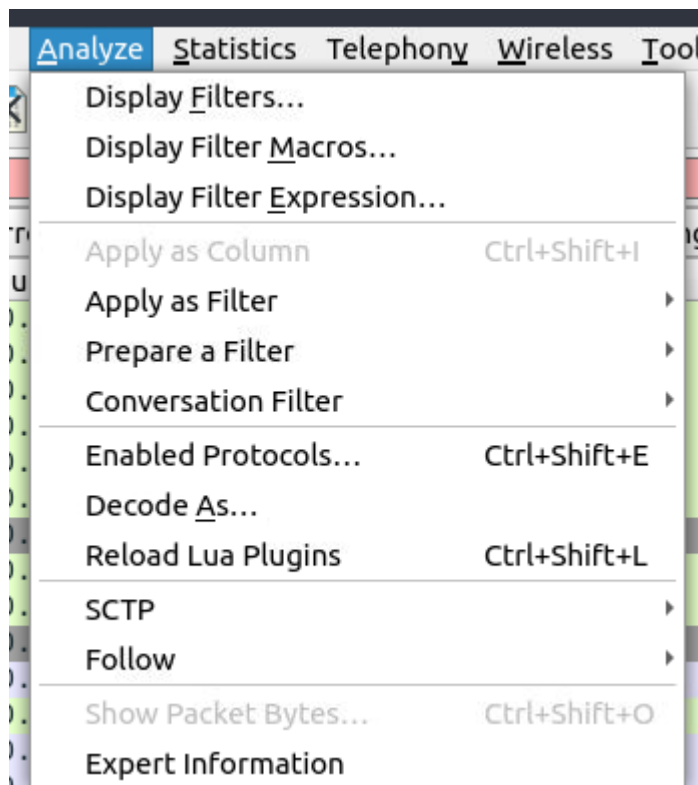 Analyze Statistics Telephony Wireless Tool
Display Filters...
Display Filter Macros...
Display Filter Expression...
Apply as Column Ctrl+Shift+I
Apply as Filter
Prepare a Filter
Conversation Filter
Enabled Protocols... Ctrl+Shift+E
Decode As...
Reload Lua Plugins Ctrl+Shift+L
SCTP
Follow
Show Packet Bytes... Ctrl+Shift+O
Expert Information